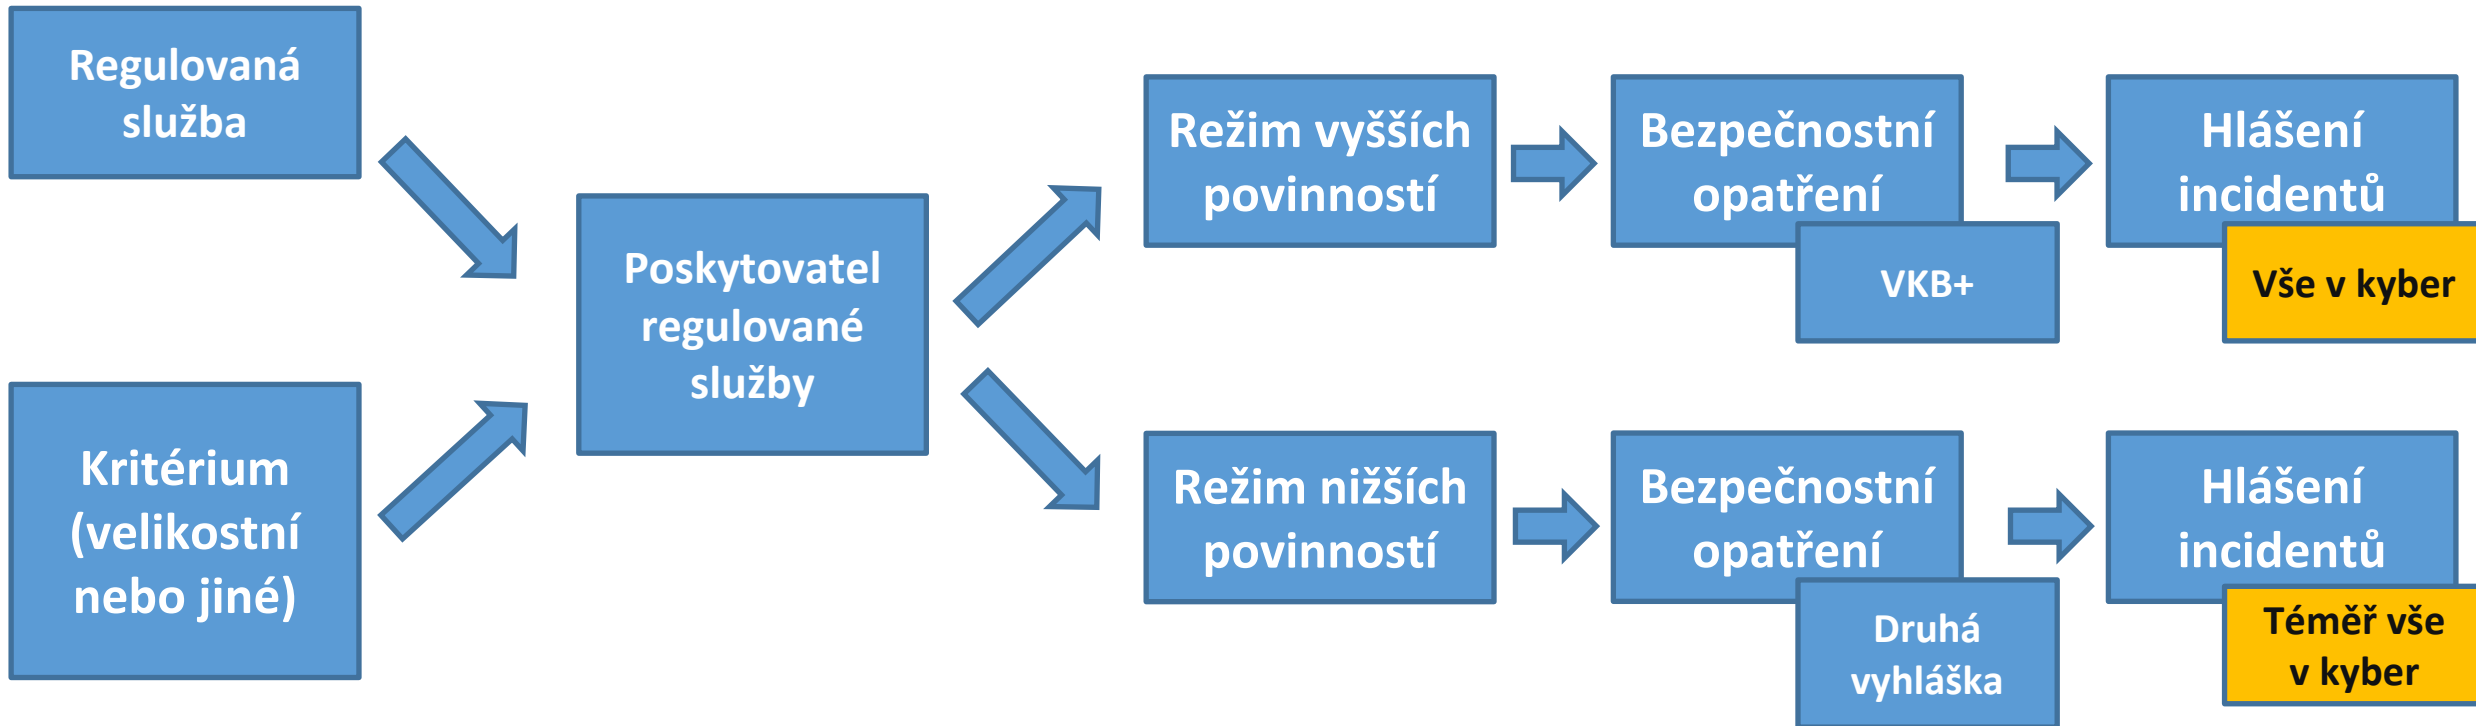 Regulovaná
služba
Kritérium
(velikostní
nebo jiné)
Poskytovatel
regulované
služby
Režim vyšších
povinností
Bezpečnostní
opatření
VKB+
Hlášení
incidentů
Vše v kyber
Režim nižších
povinností
Bezpečnostní
opatření
Druhá
vyhláška
Hlášení
incidentů
Téměř vše
v kyber